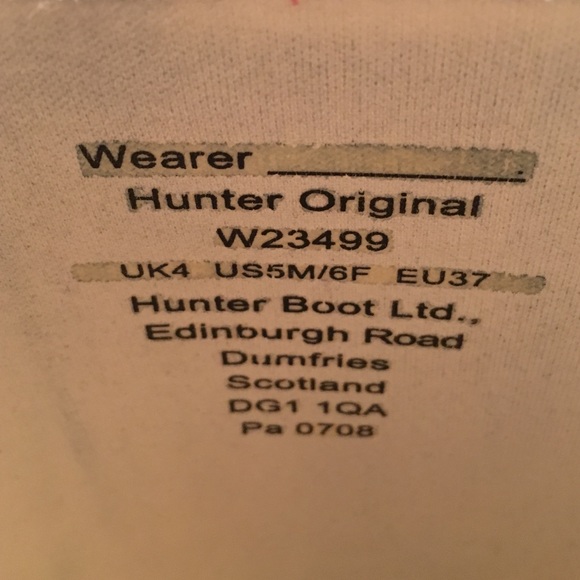 Wearer ____________.
Hunter Original
W23499
UK4 US5M/6F EU37
Hunter Boot Ltd.,
Edinburgh Road
Dumfries
Scotland
DG1 1QA
Pa 0708